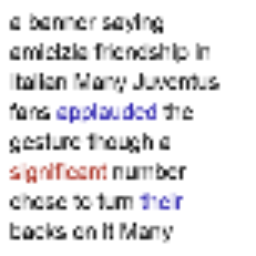 a banner saying
amicizia friendship in
Italian Many Juventus
fans applauded the
gesture though a
significant number
chose to turn their
backs on it Many